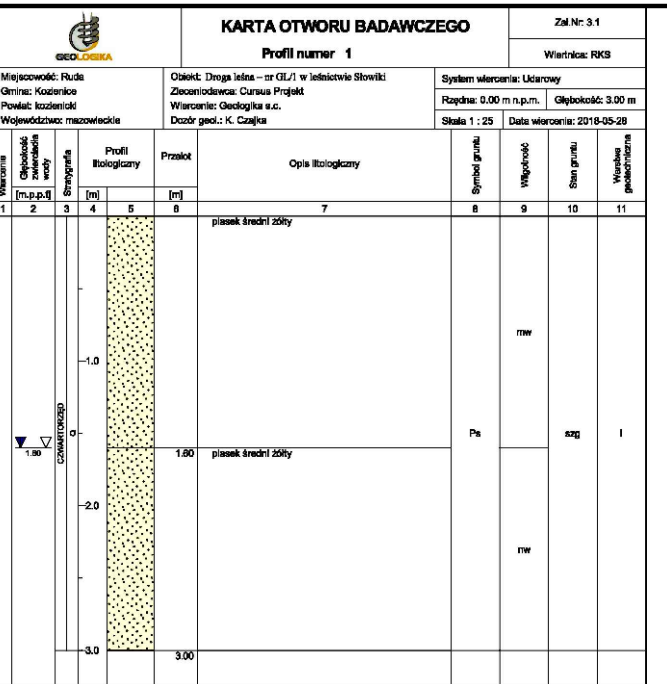 GEOLOGIKA
KARTA OTWORU BADAWCZEGO
Profil numer 1
Zał.Nr: 3.1
Wiertnica: RKS
Miejscowość: Ruda
Gmina: Kozienice
Powiat: kozienicki
Województwo: mazowieckie
Obiekt: Droga leśna – nr GL/1 w leśnictwie Słowiki
Zleceniodawca: Cursus Projekt
Wiercenie: Geologika s.c.
Dozór geol.: K. Czajka
System wiercenia: Udarowy
Rzędna: 0.00 m n.p.m.
Głębokość: 3.00 m
Skala 1 : 25
Data wiercenia: 2018-05-28
Wiercenie
Głębokość zwierciadła wody
[m.p.p.t]
Stratygrafia
Profil litologiczny
[m]
Przelot
[m]
Opis litologiczny
Symbol gruntu
Wilgotność
Stan gruntu
Warstwa geotechniczna
1 2 3 4 5 6 7 8 9 10 11
piasek średni żółty
mw
1.0
CZWARTORZĘD
Ps
szg
I
1.60
1.60
piasek średni żółty
2.0
nw
3.0
3.00